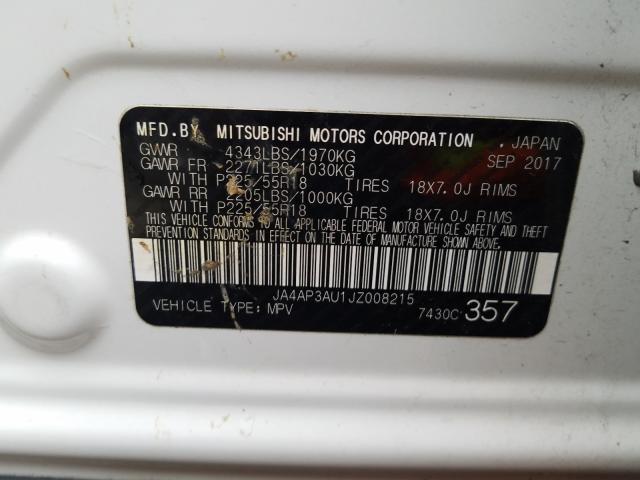 MFD.BY MITSUBISHI MOTORS CORPORATION . JAPAN
GVWR 4343LBS/1970KG SEP 2017
GAWR FR 2271LBS/1030KG
WITH P225/55R18 TIRES 18X7.0J RIMS
GAWR RR 2205LBS/1000KG
WITH P225/55R18 TIRES 18X7.0J RIMS
THIS VEHICLE CONFORMS TO ALL APPLICABLE FEDERAL MOTOR VEHICLE SAFETY AND THEFT
PREVENTION STANDARDS IN EFFECT ON THE DATE OF MANUFACTURE SHOWN ABOVE.
JA4AP3AU1JZ008215
VEHICLE TYPE: MPV 7430C 357